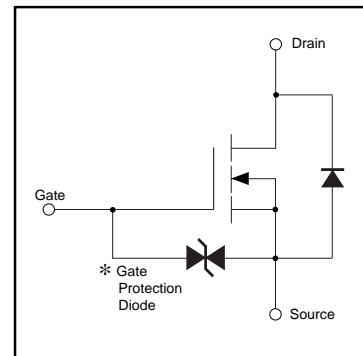 Drain
Gate
* Gate
Protection
Diode
Source